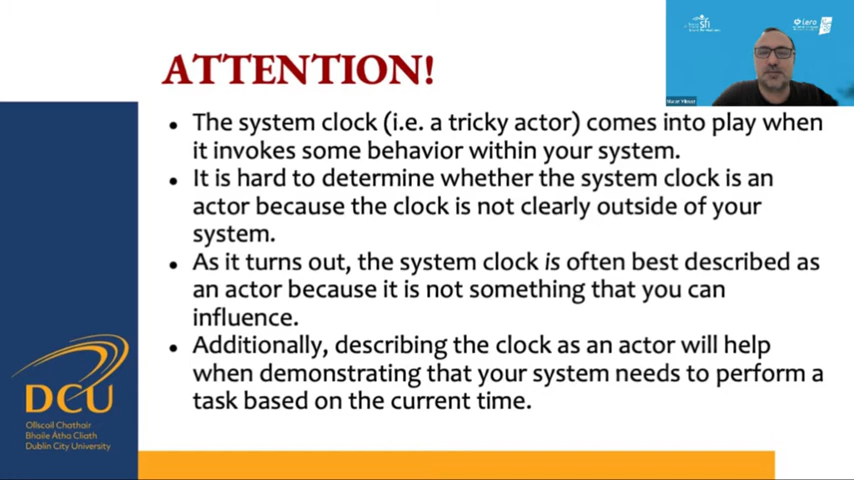 sfi
lero
Murat Yilmaz
ATTENTION!
• The system clock (i.e. a tricky actor) comes into play when
it invokes some behavior within your system.
• It is hard to determine whether the system clock is an
actor because the clock is not clearly outside of your
system.
• As it turns out, the system clock is often best described as
an actor because it is not something that you can
influence.
• Additionally, describing the clock as an actor will help
when demonstrating that your system needs to perform a
task based on the current time.
DCU
Ollscoil Chathair
Bhaile Átha Cliath
Dublin City University